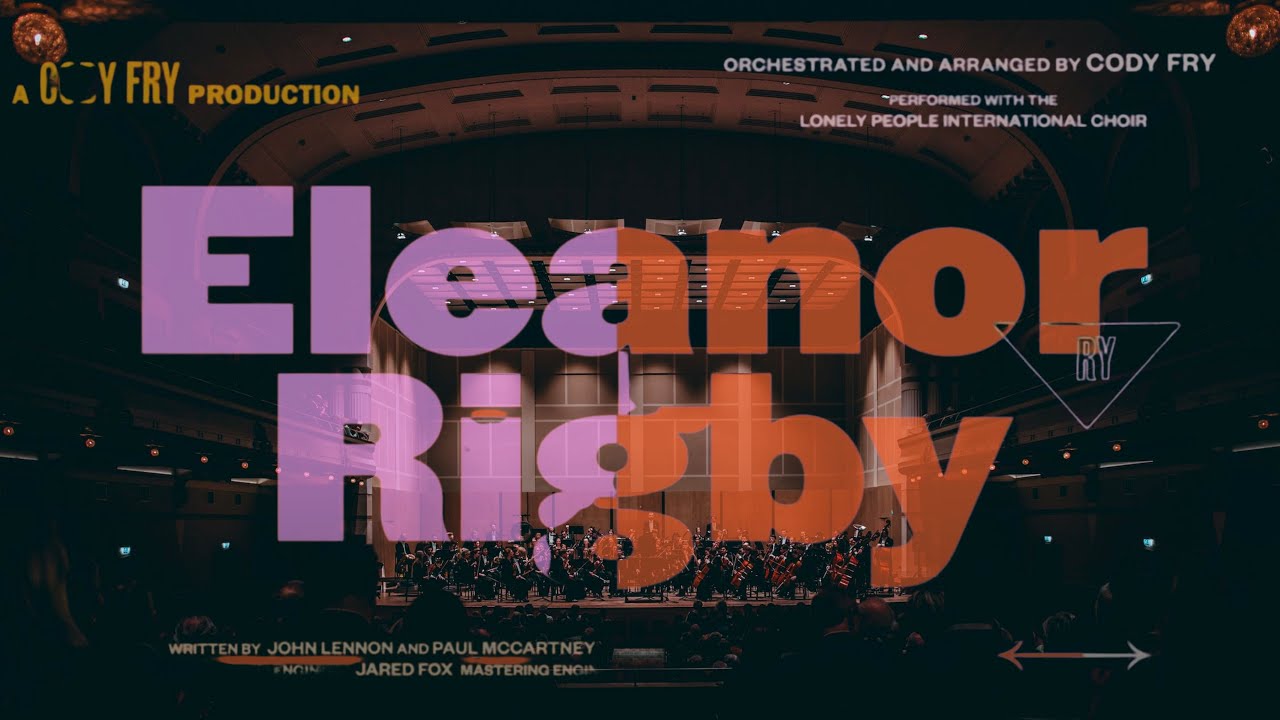 A CODY FRY PRODUCTION
ORCHESTRATED AND ARRANGED BY CODY FRY
PERFORMED WITH THE
LONELY PEOPLE INTERNATIONAL CHOIR
Eleanor
Rigby
RY
WRITTEN BY JOHN LENNON AND PAUL MCCARTNEY
JARED FOX MASTERING